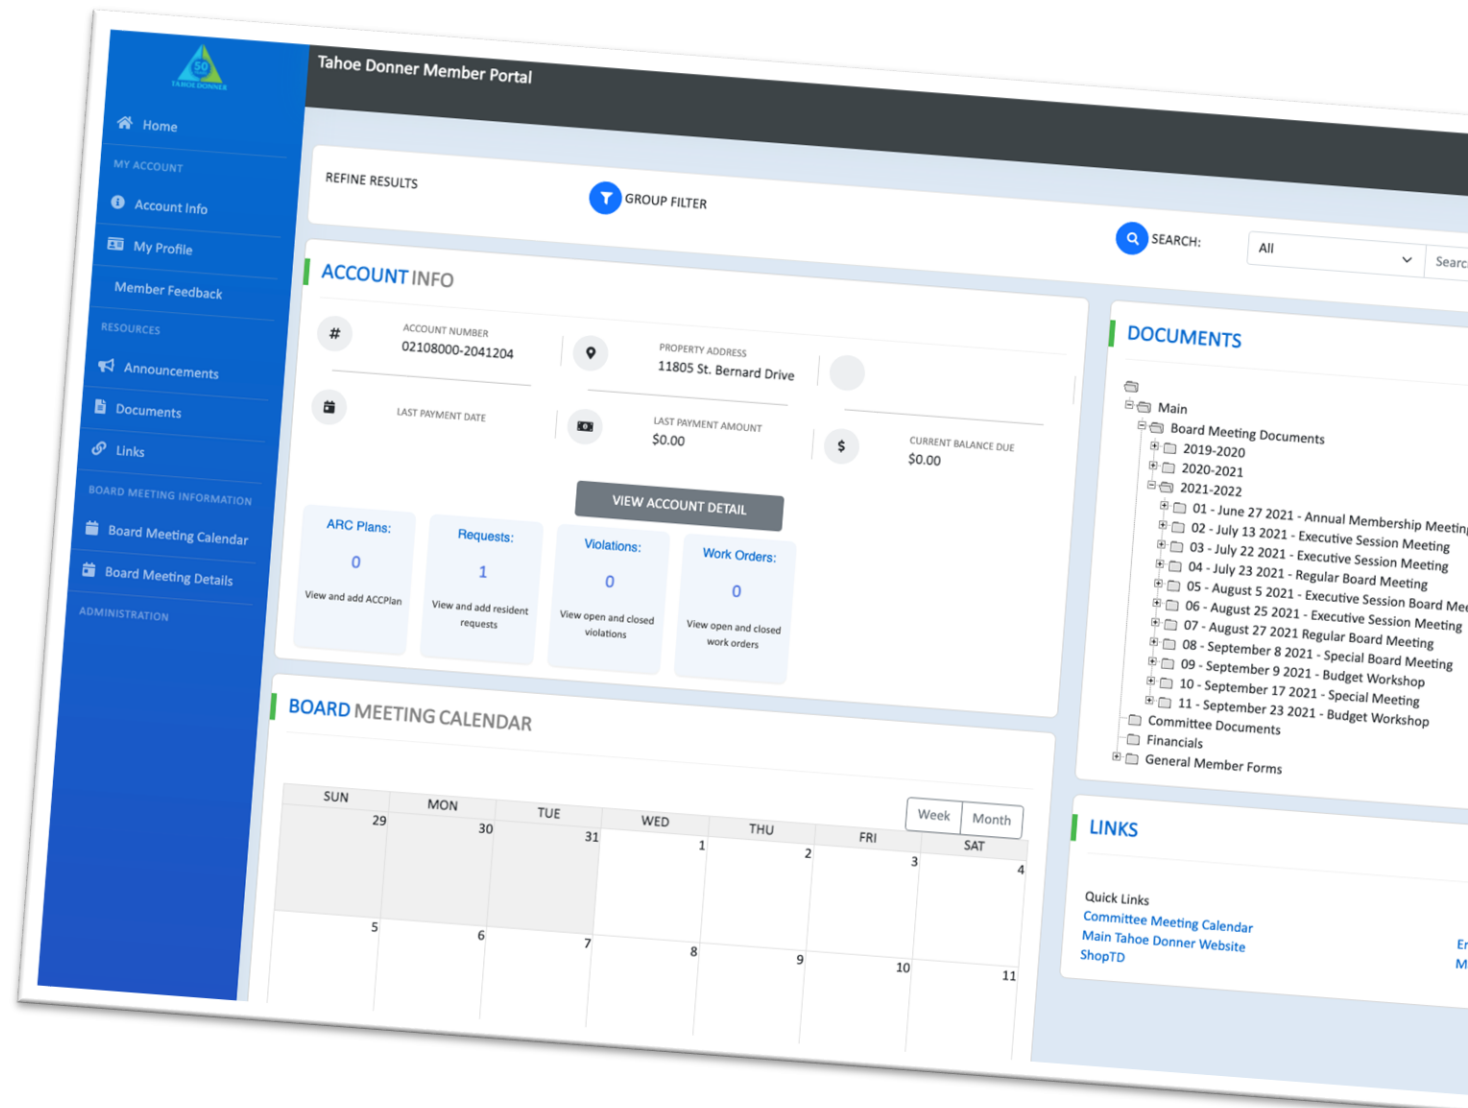 50
TAHOE DONNER
Home
MY ACCOUNT
Account Info
My Profile
Member Feedback
RESOURCES
Announcements
Documents
Links
BOARD MEETING INFORMATION
Board Meeting Calendar
Board Meeting Details
ADMINISTRATION
Tahoe Donner Member Portal
REFINE RESULTS
GROUP FILTER
SEARCH:
All
Searc
ACCOUNT INFO
#
ACCOUNT NUMBER
02108000-2041204
PROPERTY ADDRESS
11805 St. Bernard Drive
LAST PAYMENT DATE
LAST PAYMENT AMOUNT
$0.00
$
CURRENT BALANCE DUE
$0.00
VIEW ACCOUNT DETAIL
ARC Plans:
0
View and add ACCPlan
Requests:
1
View and add resident
requests
Violations:
0
View open and closed
violations
Work Orders:
0
View open and closed
work orders
BOARD MEETING CALENDAR
Week Month
SUN MON TUE WED THU FRI SAT
29 30 31 1 2 3 4
5 6 7 8 9 10 11
DOCUMENTS
Main
Board Meeting Documents
2019-2020
2020-2021
2021-2022
01 - June 27 2021 - Annual Membership Meeting
02 - July 13 2021 - Executive Session Meeting
03 - July 22 2021 - Executive Session Meeting
04 - July 23 2021 - Regular Board Meeting
05 - August 5 2021 - Executive Session Board Mee
06 - August 25 2021 - Executive Session Meeting
07 - August 27 2021 Regular Board Meeting
08 - September 8 2021 - Special Board Meeting
09 - September 9 2021 - Budget Workshop
10 - September 17 2021 - Special Meeting
11 - September 23 2021 - Budget Workshop
Committee Documents
Financials
General Member Forms
LINKS
Quick Links
Committee Meeting Calendar
Main Tahoe Donner Website
ShopTD
Er
M